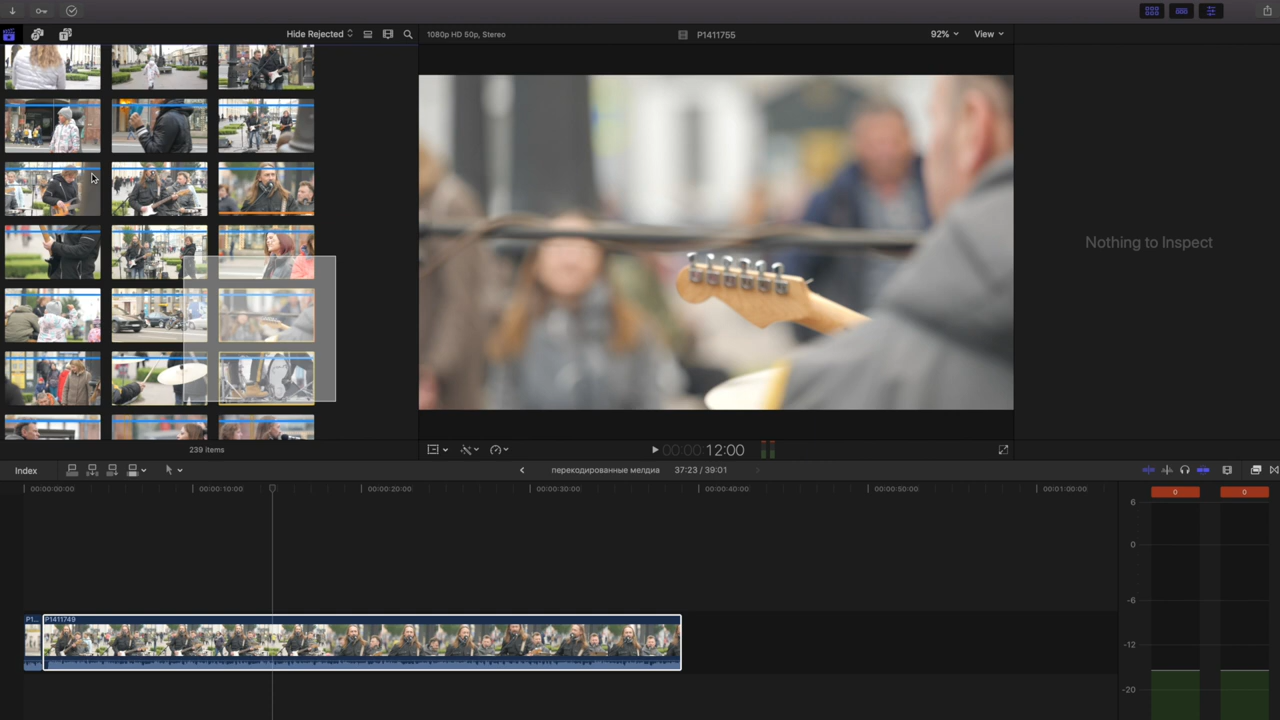 Hide Rejected
1080p HD 50p, Stereo
P1411755
92%
View
Nothing to Inspect
239 items
00:00:00:12:00
Index
перекодированные мелдиа
37:23 / 39:01
00:00:00:00
00:00:10:00
00:00:20:00
00:00:30:00
00:00:40:00
00:00:50:00
00:01:00:00
0
0
6
0
-6
-12
-20
P1...
P1411749